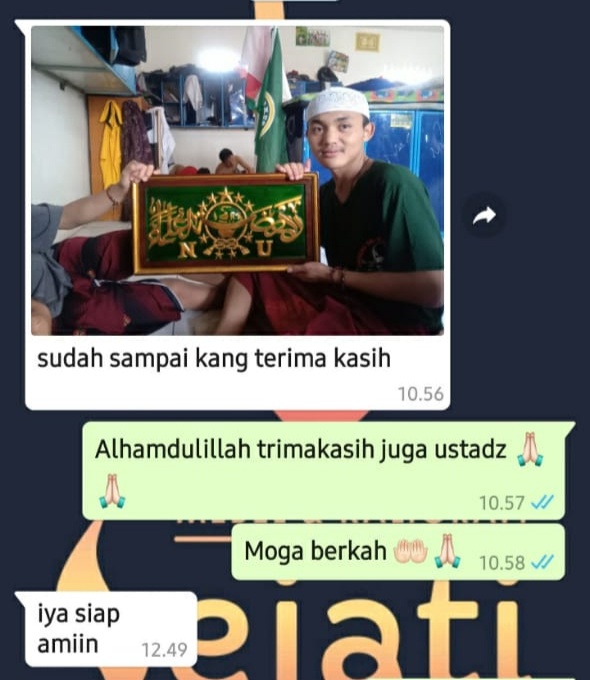 N U
sudah sampai kang terima kasih
10.56
Alhamdulillah trimakasih juga ustadz 🙏🏻
🙏🏻
10.57
Moga berkah 🤲🏻🙏🏻 10.58
iya siap
amiin 12.49
ejati